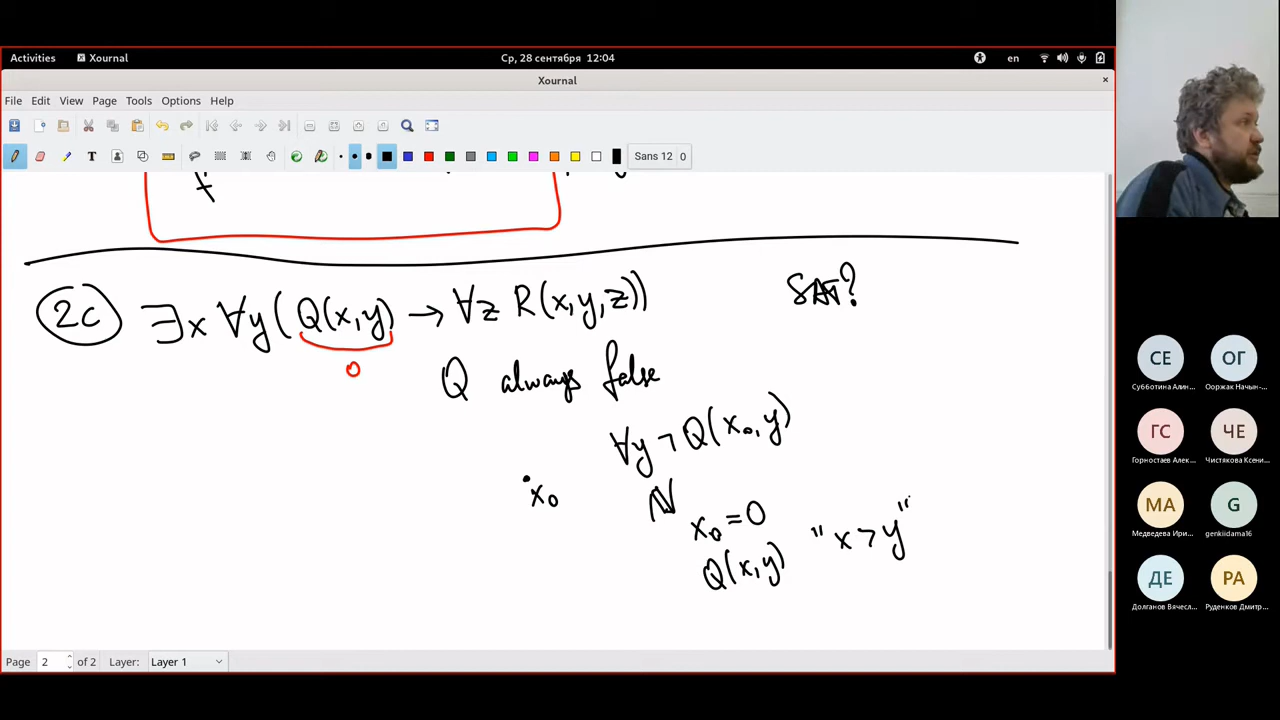 Activities Xournal Ср, 28 сентября 12:04 en
Xournal
File Edit View Page Tools Options Help
Sans 12 0
2c ∃x ∀y(Q(x,y) → ∀z R(x,y,z)) SAT?
0
Q always false
∀y ¬Q(x₀,y)
x₀ ℕ
x₀ = 0
Q(x,y) "x > y"
Page 2 of 2 Layer: Layer 1
СЕ ОГ
Субботина Алин... Ооржак Начын-...
ГС ЧЕ
Горностаев Алек... Чистякова Ксени...
МА G
Медведева Ири... genkiidama16
ДЕ РА
Долганов Вячесл... Руденков Дмитр...